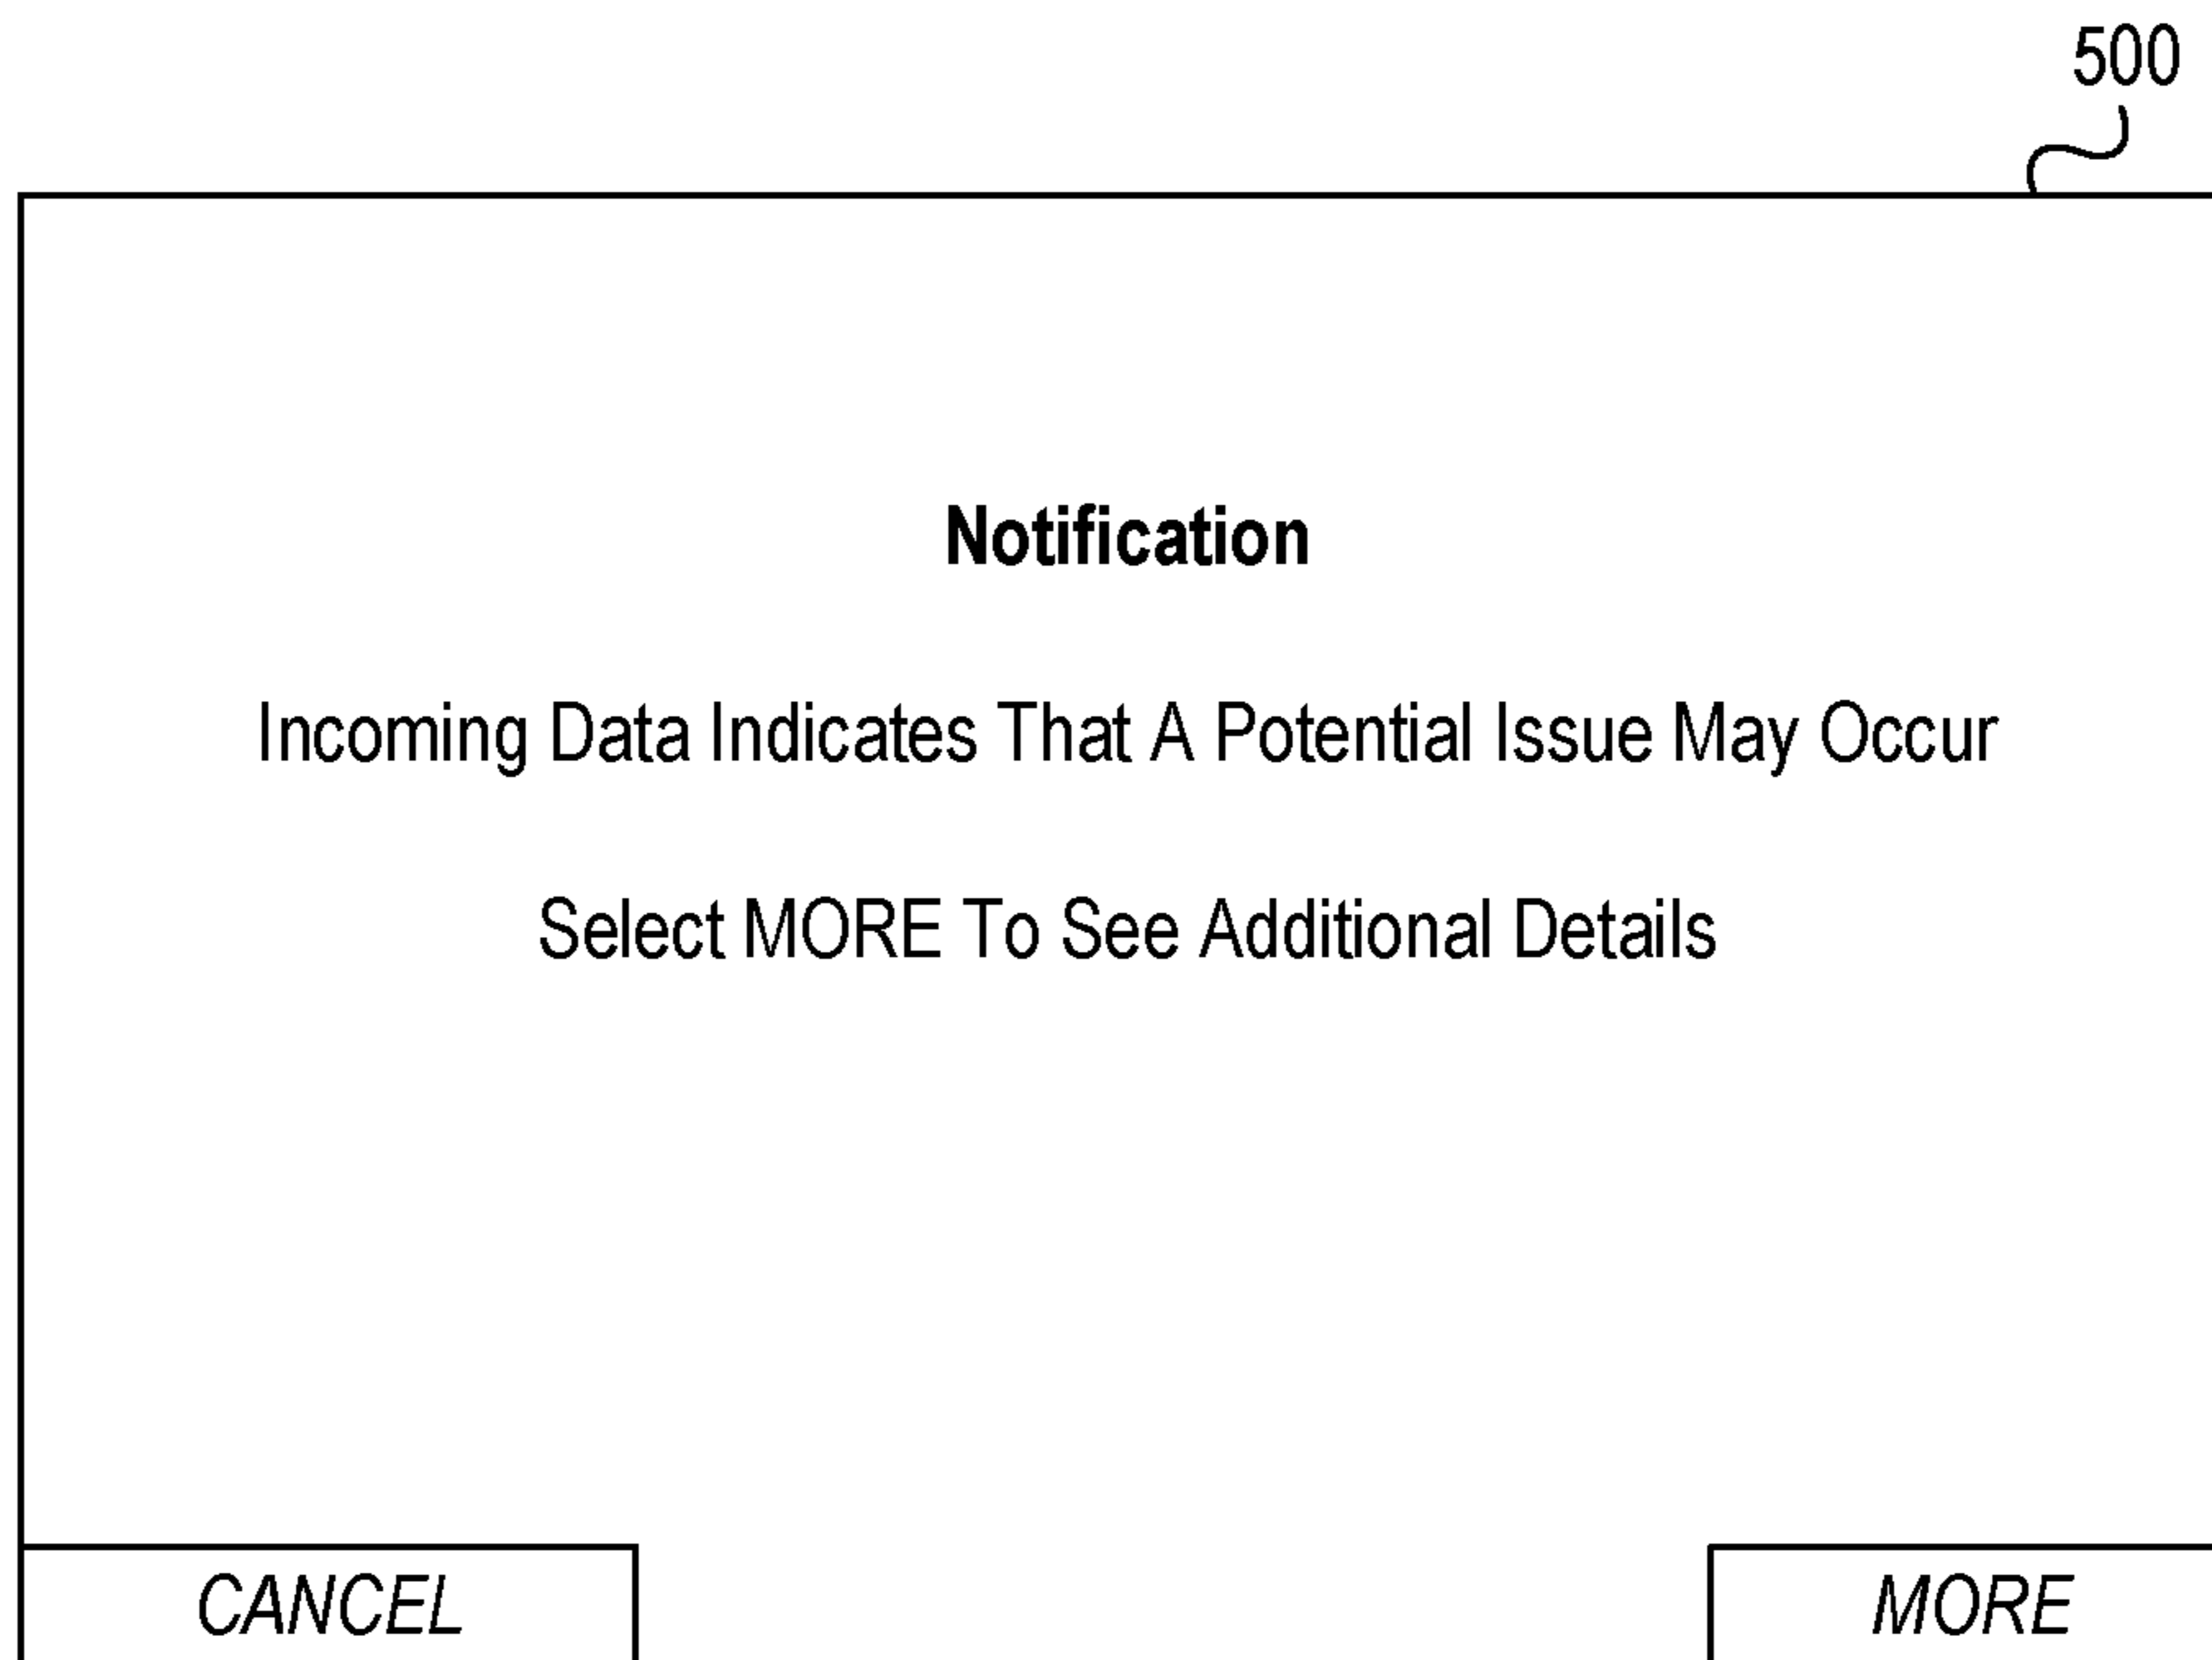 500
Notification
Incoming Data Indicates That A Potential Issue May Occur
Select MORE To See Additional Details
CANCEL
MORE